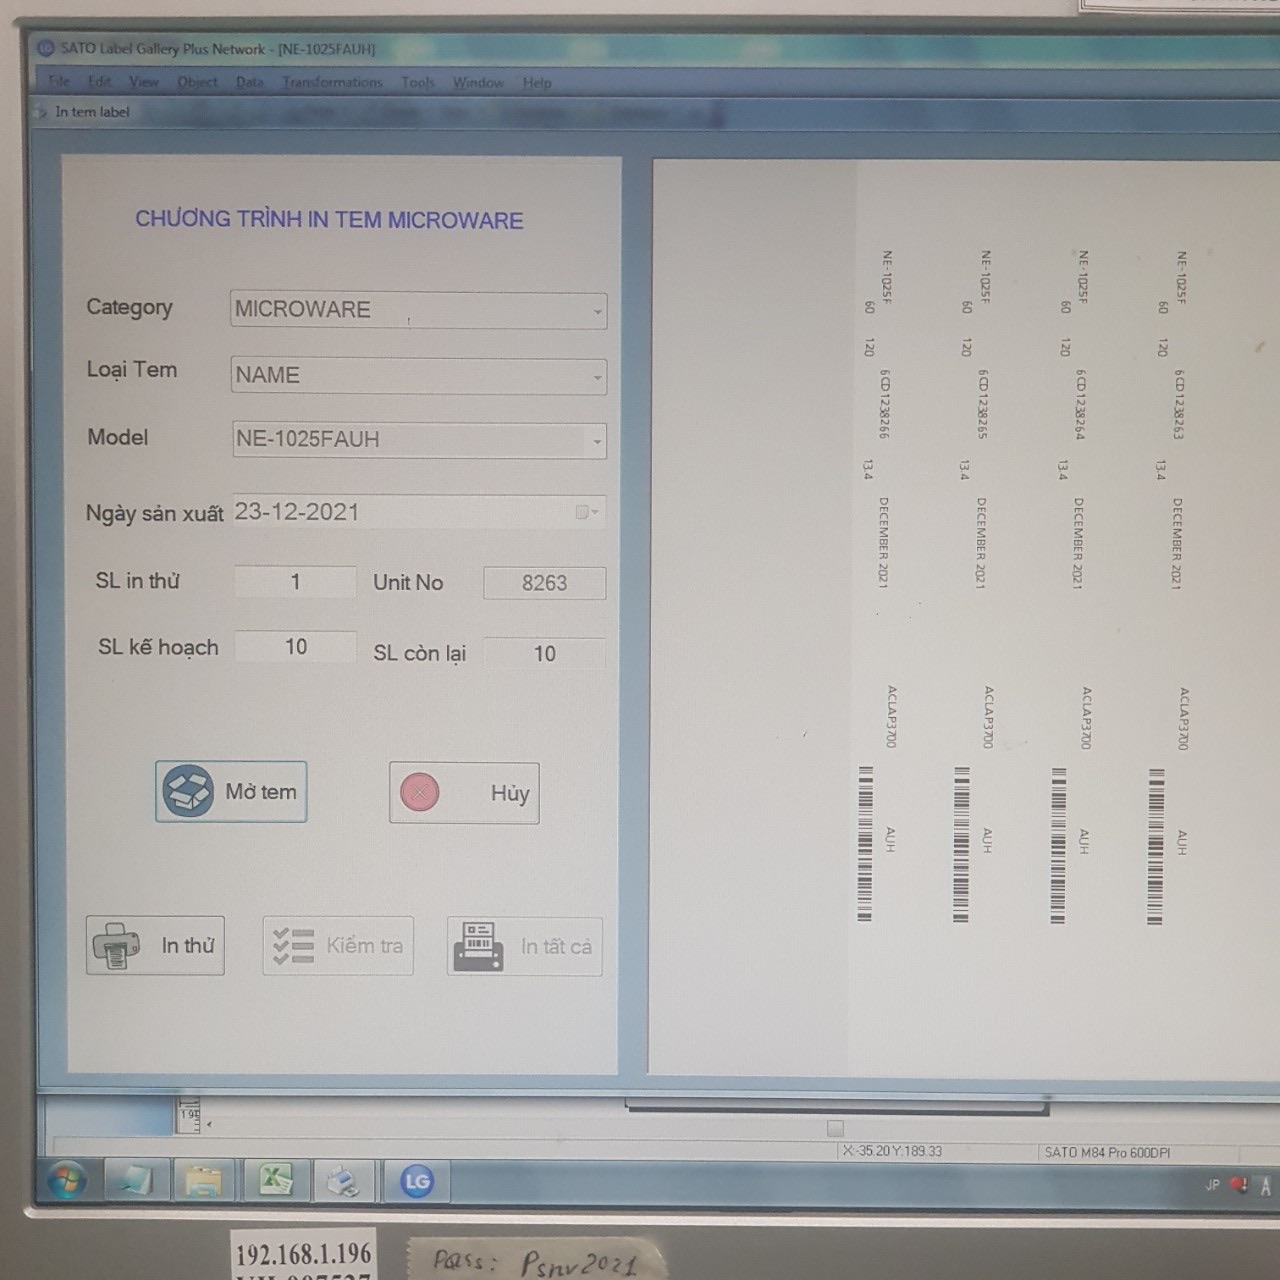 SATO Label Gallery Plus Network - [NE-1025FAUH]
File Edit View Object Data Transformations Tools Window Help
In tem label
CHƯƠNG TRÌNH IN TEM MICROWARE
Category MICROWARE
Loại Tem NAME
Model NE-1025FAUH
Ngày sản xuất 23-12-2021
SL in thử 1 Unit No 8263
SL kế hoạch 10 SL còn lại 10
Mở tem Hủy
In thử Kiểm tra In tất cả
NE-1025F 60 120 6CD1238263 13.4 DECEMBER 2021 ACLAP3700 AUH
NE-1025F 60 120 6CD1238264 13.4 DECEMBER 2021 ACLAP3700 AUH
NE-1025F 60 120 6CD1238265 13.4 DECEMBER 2021 ACLAP3700 AUH
NE-1025F 60 120 6CD1238266 13.4 DECEMBER 2021 ACLAP3700 AUH
X:-35.20 Y:189.33 SATO M84 Pro 600DPI
LG JP A
192.168.1.196
Pass: Psnv2021